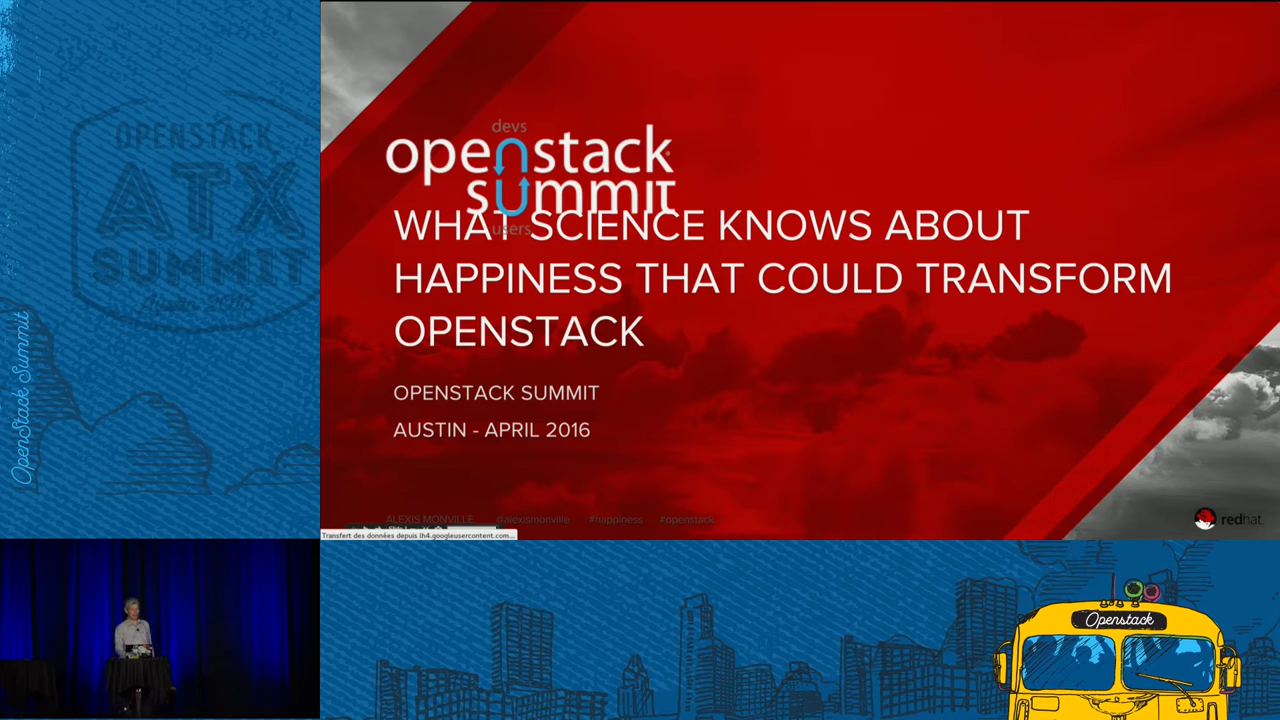 OPENSTACK
ATX
SUMMIT
Austin 2016
OpenStack Summit
devs
openstack
summit
users
WHAT SCIENCE KNOWS ABOUT
HAPPINESS THAT COULD TRANSFORM
OPENSTACK
OPENSTACK SUMMIT
AUSTIN - APRIL 2016
ALEXIS MONVILLE @alexismonville #happiness #openstack
redhat.
Transfert des données depuis lh4.googleusercontent.com...
Openstack